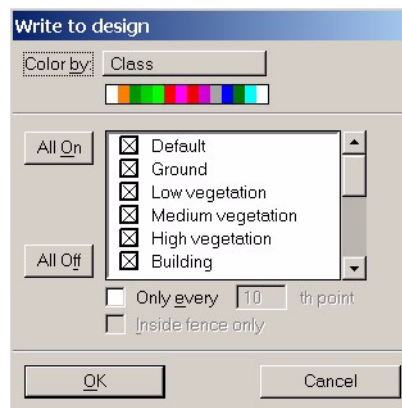 Write to design
Color by: Class
All On
Default
Ground
Low vegetation
Medium vegetation
High vegetation
Building
All Off
Only every 10 th point
Inside fence only
OK Cancel